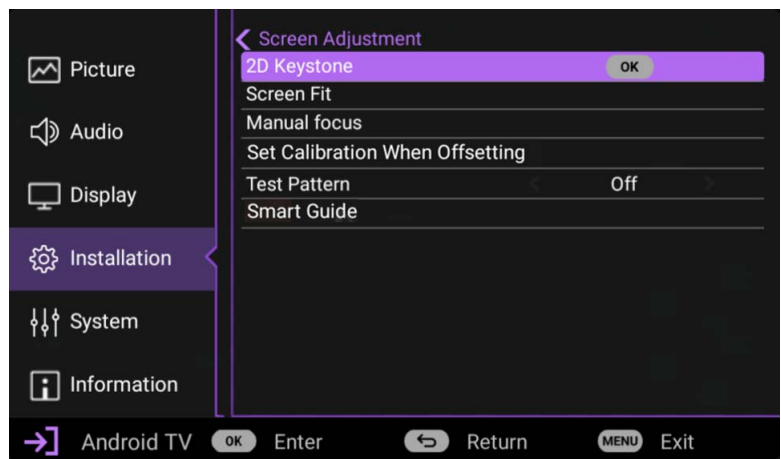 Screen Adjustment
Picture
Audio
Display
Installation
System
Information
2D Keystone OK
Screen Fit
Manual focus
Set Calibration When Offsetting
Test Pattern Off
Smart Guide
Android TV OK Enter Return MENU Exit